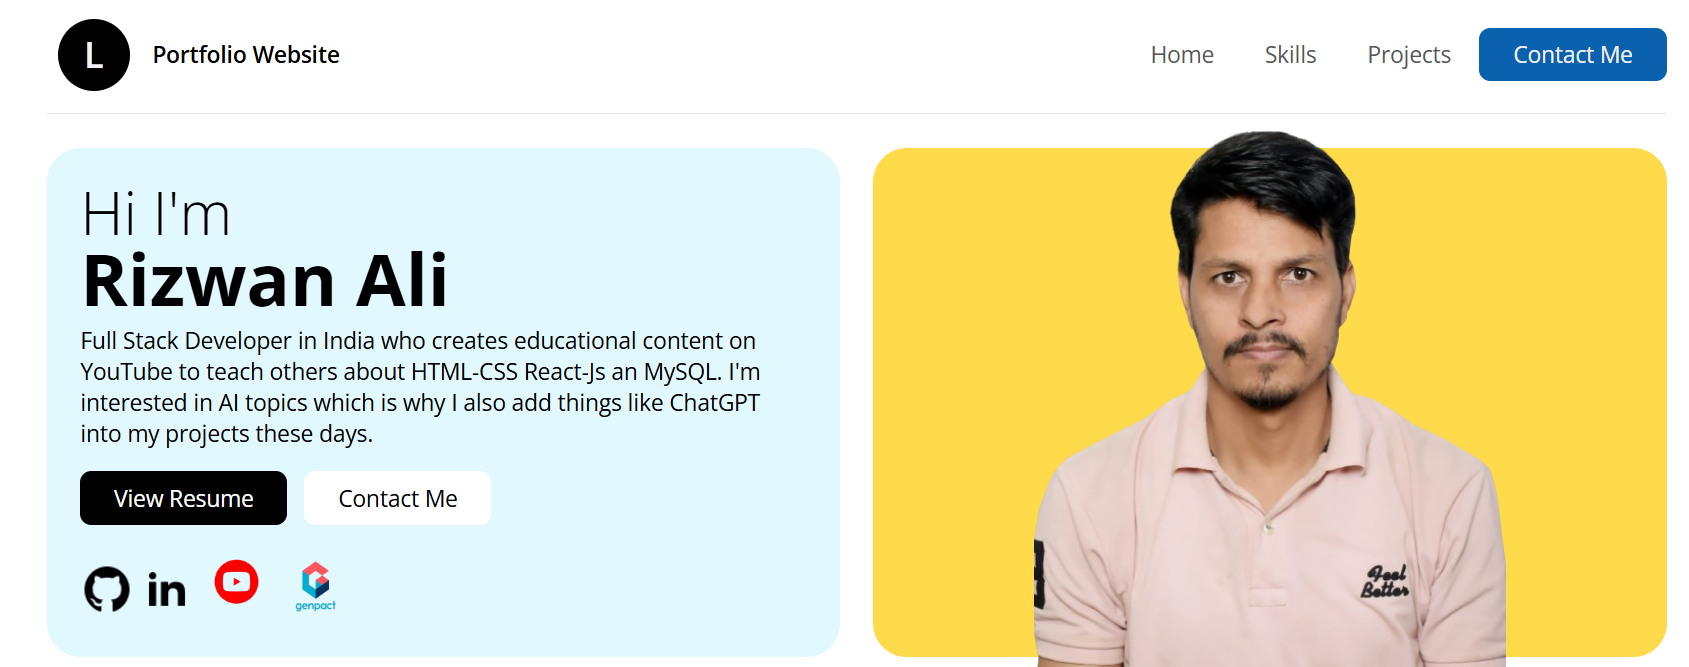 L
Portfolio Website
Home
Skills
Projects
Contact Me
Hi I'm
Rizwan Ali
Full Stack Developer in India who creates educational content on
YouTube to teach others about HTML-CSS React-Js an MySQL. I'm
interested in AI topics which is why I also add things like ChatGPT
into my projects these days.
View Resume
Contact Me
in
genpact
Feel
Better